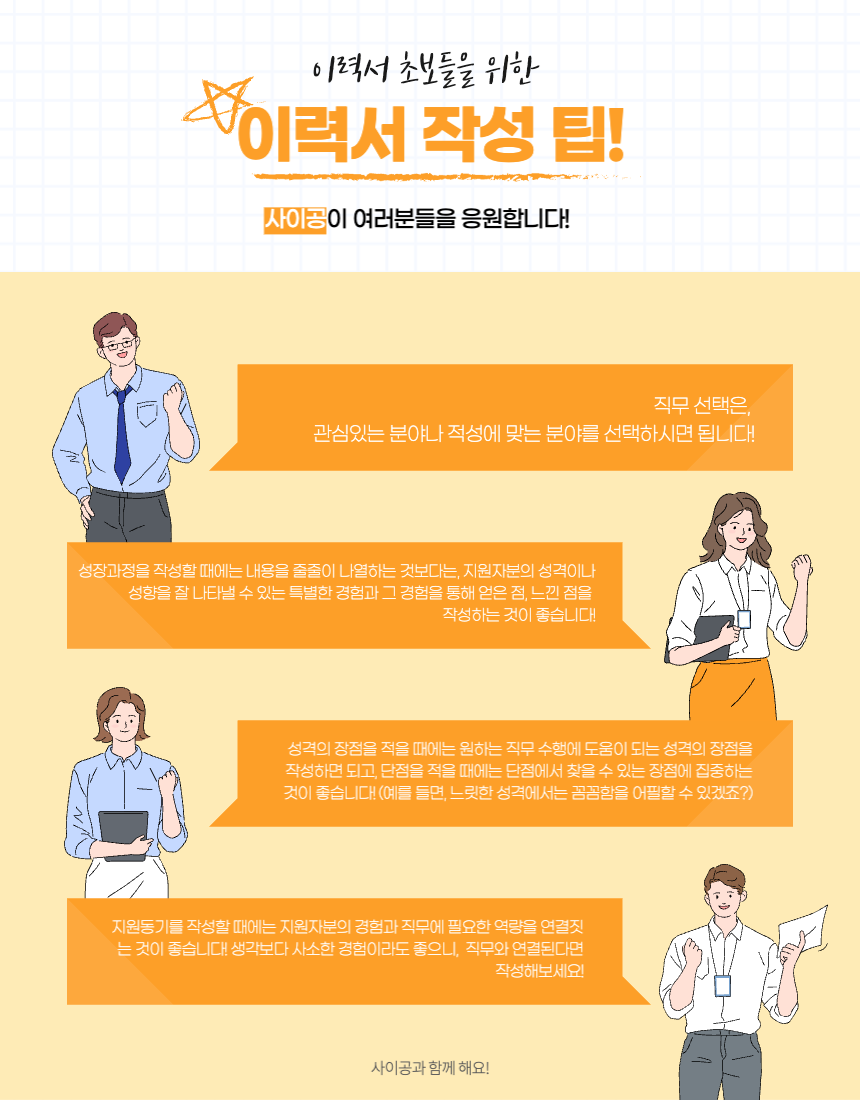 이력서 초보들을 위한
이력서 작성 팁!
사이공이 여러분들을 응원합니다!
직무 선택은,
관심있는 분야나 적성에 맞는 분야를 선택하시면 됩니다!
성장과정을 작성할 때에는 내용을 줄줄이 나열하는 것보다는, 지원자분의 성격이나
성향을 잘 나타낼 수 있는 특별한 경험과 그 경험을 통해 얻은 점, 느낀 점을
작성하는 것이 좋습니다!
성격의 장점을 적을 때에는 원하는 직무 수행에 도움이 되는 성격의 장점을
작성하면 되고, 단점을 적을 때에는 단점에서 찾을 수 있는 장점에 집중하는
것이 좋습니다! (예를 들면, 느릿한 성격에서는 꼼꼼함을 어필할 수 있겠죠?)
지원동기를 작성할 때에는 지원자분의 경험과 직무에 필요한 역량을 연결짓
는 것이 좋습니다! 생각보다 사소한 경험이라도 좋으니, 직무와 연결된다면
작성해보세요!
사이공과 함께 해요!